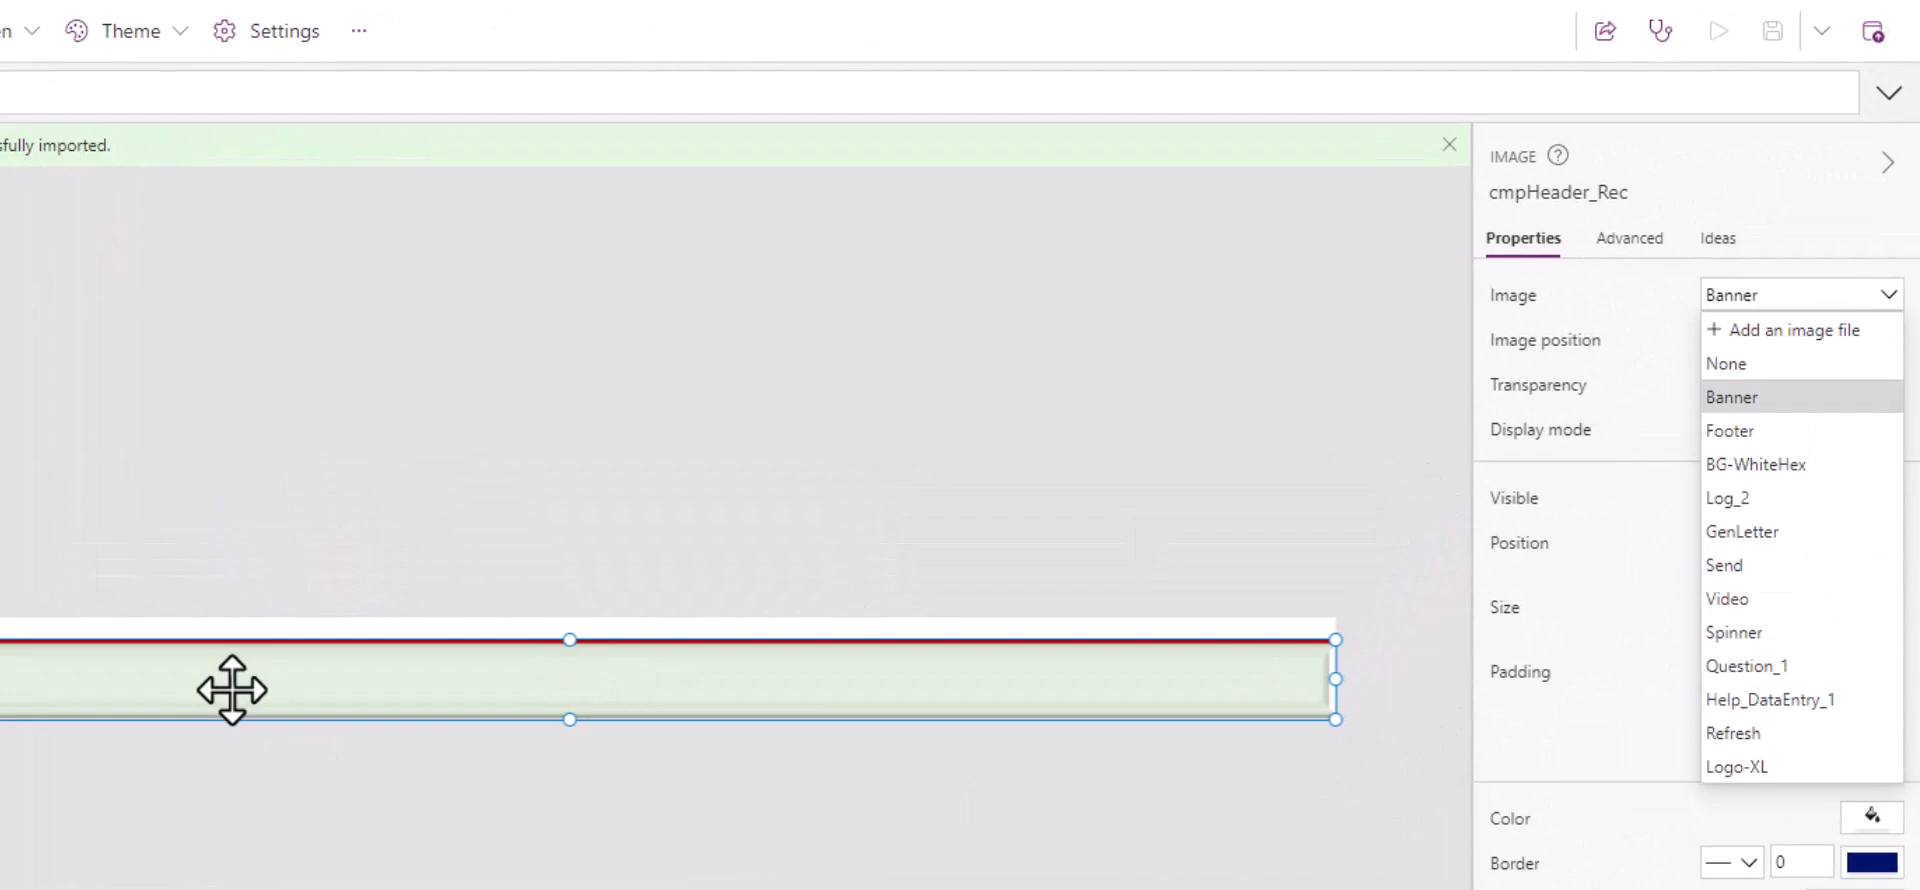 n
Theme
Settings
...
sfully imported.
IMAGE ?
cmpHeader_Rec
Properties
Advanced
Ideas
Image
Banner
+ Add an image file
Image position
None
Transparency
Banner
Display mode
Footer
BG-WhiteHex
Visible
Log_2
Position
GenLetter
Send
Size
Video
Spinner
Padding
Question_1
Help_DataEntry_1
Refresh
Logo-XL
Color
Border
0